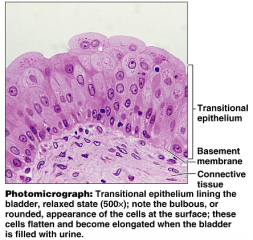 Transitional
epithelium
Basement
membrane
Connective
tissue
Photomicrograph: Transitional epithelium lining the
bladder, relaxed state (500×); note the bulbous, or
rounded, appearance of the cells at the surface; these
cells flatten and become elongated when the bladder
is filled with urine.